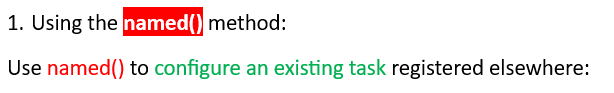 1. Using the named() method:
Use named() to configure an existing task registered elsewhere: